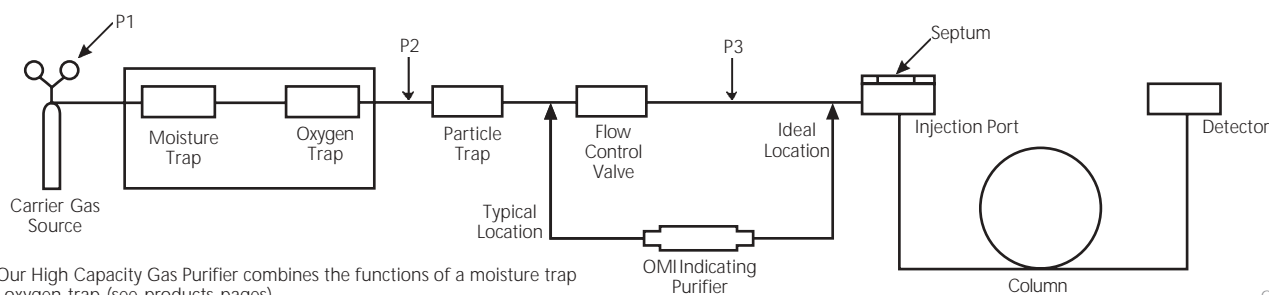 P1
P2
P3
Septum
Moisture
Trap
Oxygen
Trap
Particle
Trap
Flow
Control
Valve
Ideal
Location
Injection Port
Detector
Carrier Gas
Source
Typical
Location
OMI Indicating
Purifier
Column
Our High Capacity Gas Purifier combines the functions of a moisture trap
oxygen trap (see products pages)